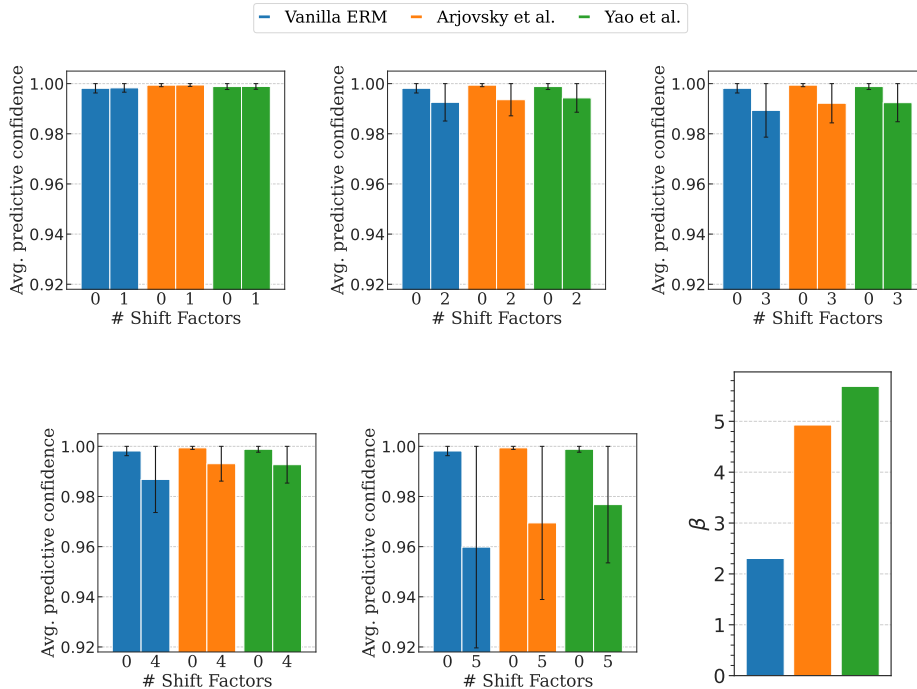 Vanilla ERM Arjovsky et al. Yao et al.
Avg. predictive confidence
1.00
0.98
0.96
0.94
0.92
0 1 0 1 0 1
# Shift Factors
Avg. predictive confidence
1.00
0.98
0.96
0.94
0.92
0 2 0 2 0 2
# Shift Factors
Avg. predictive confidence
1.00
0.98
0.96
0.94
0.92
0 3 0 3 0 3
# Shift Factors
Avg. predictive confidence
1.00
0.98
0.96
0.94
0.92
0 4 0 4 0 4
# Shift Factors
Avg. predictive confidence
1.00
0.98
0.96
0.94
0.92
0 5 0 5 0 5
# Shift Factors
β
5
4
3
2
1
0